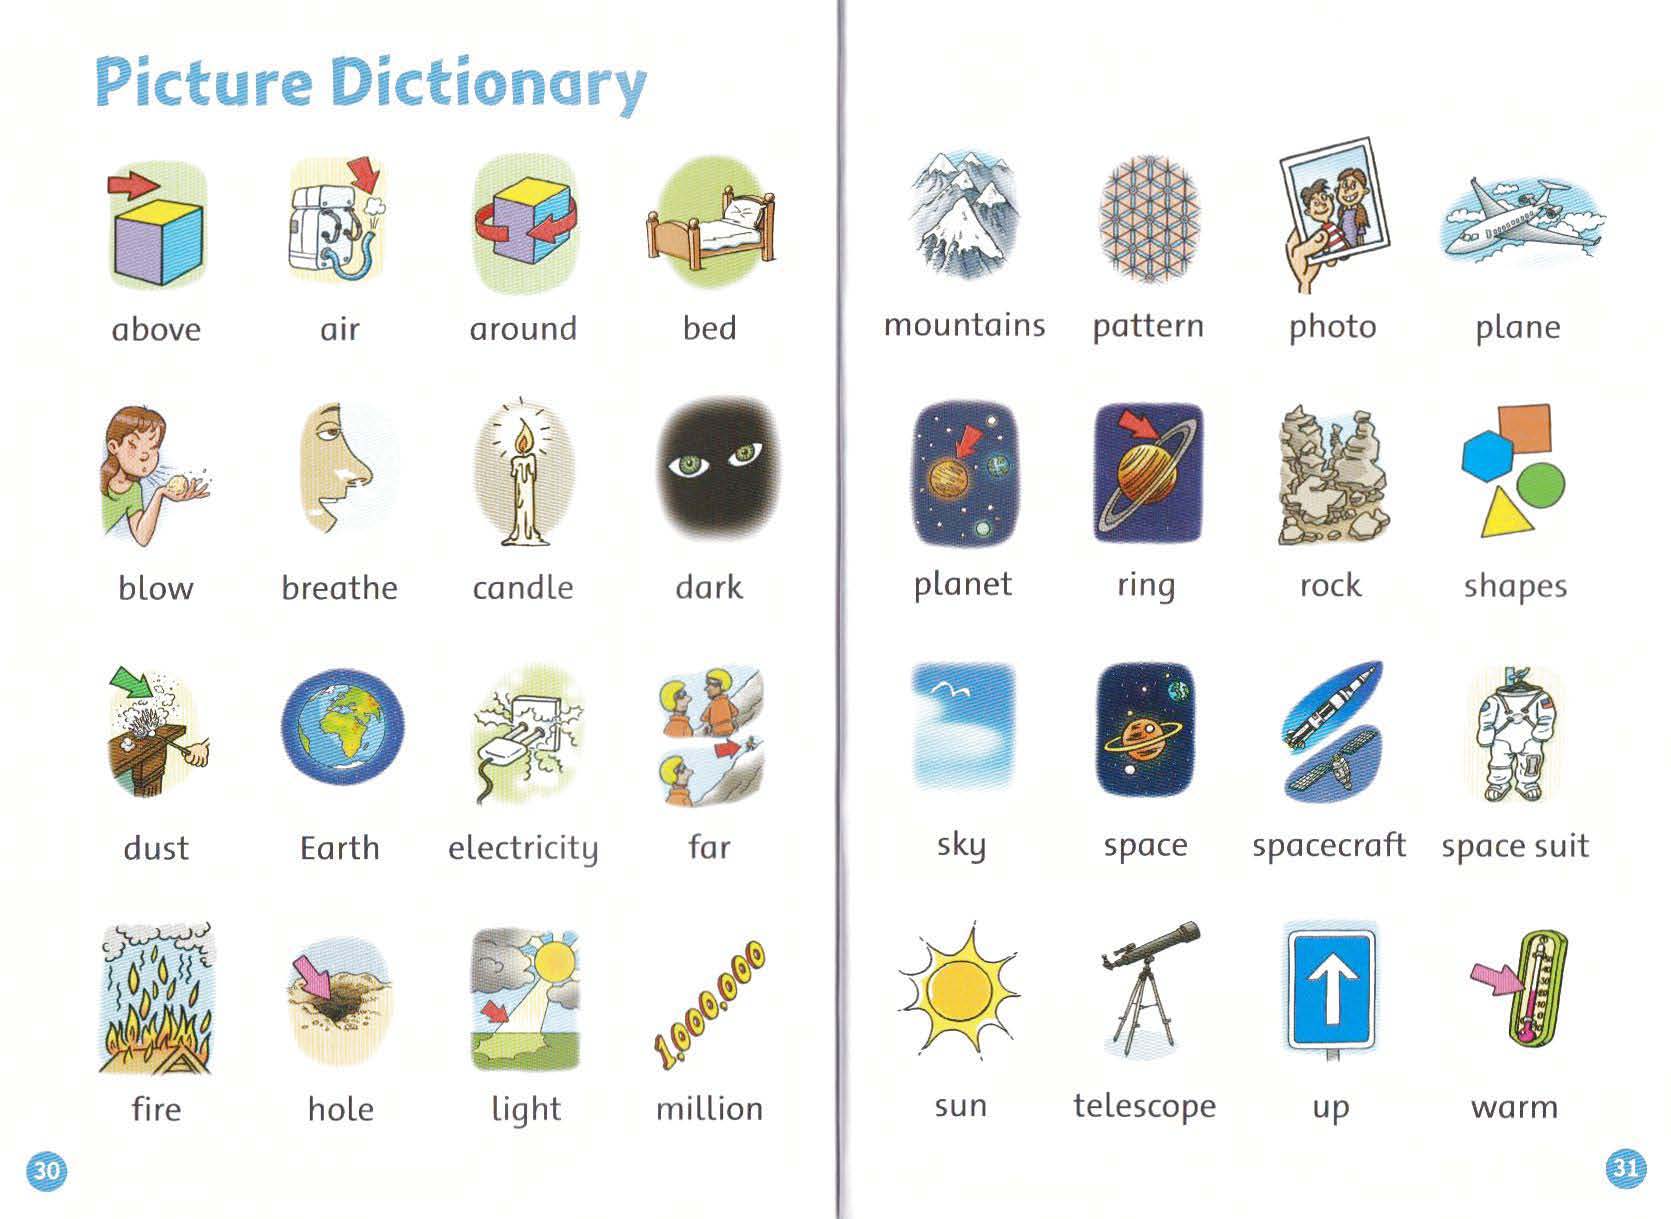 Picture Dictionary
above air around bed
blow breathe candle dark
dust Earth electricity far
1,000,000
fire hole light million
30
mountains pattern photo plane
planet ring rock shapes
sky space spacecraft space suit
sun telescope up warm
31